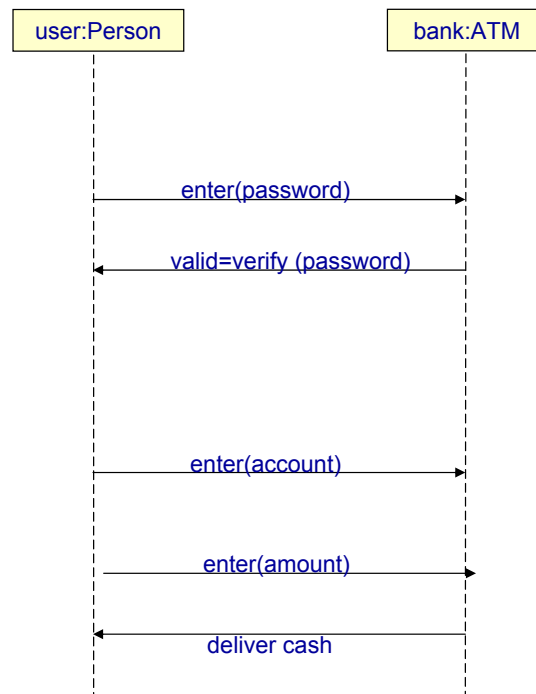 user:Person
bank:ATM
enter(password)
valid=verify (password)
enter(account)
enter(amount)
deliver cash